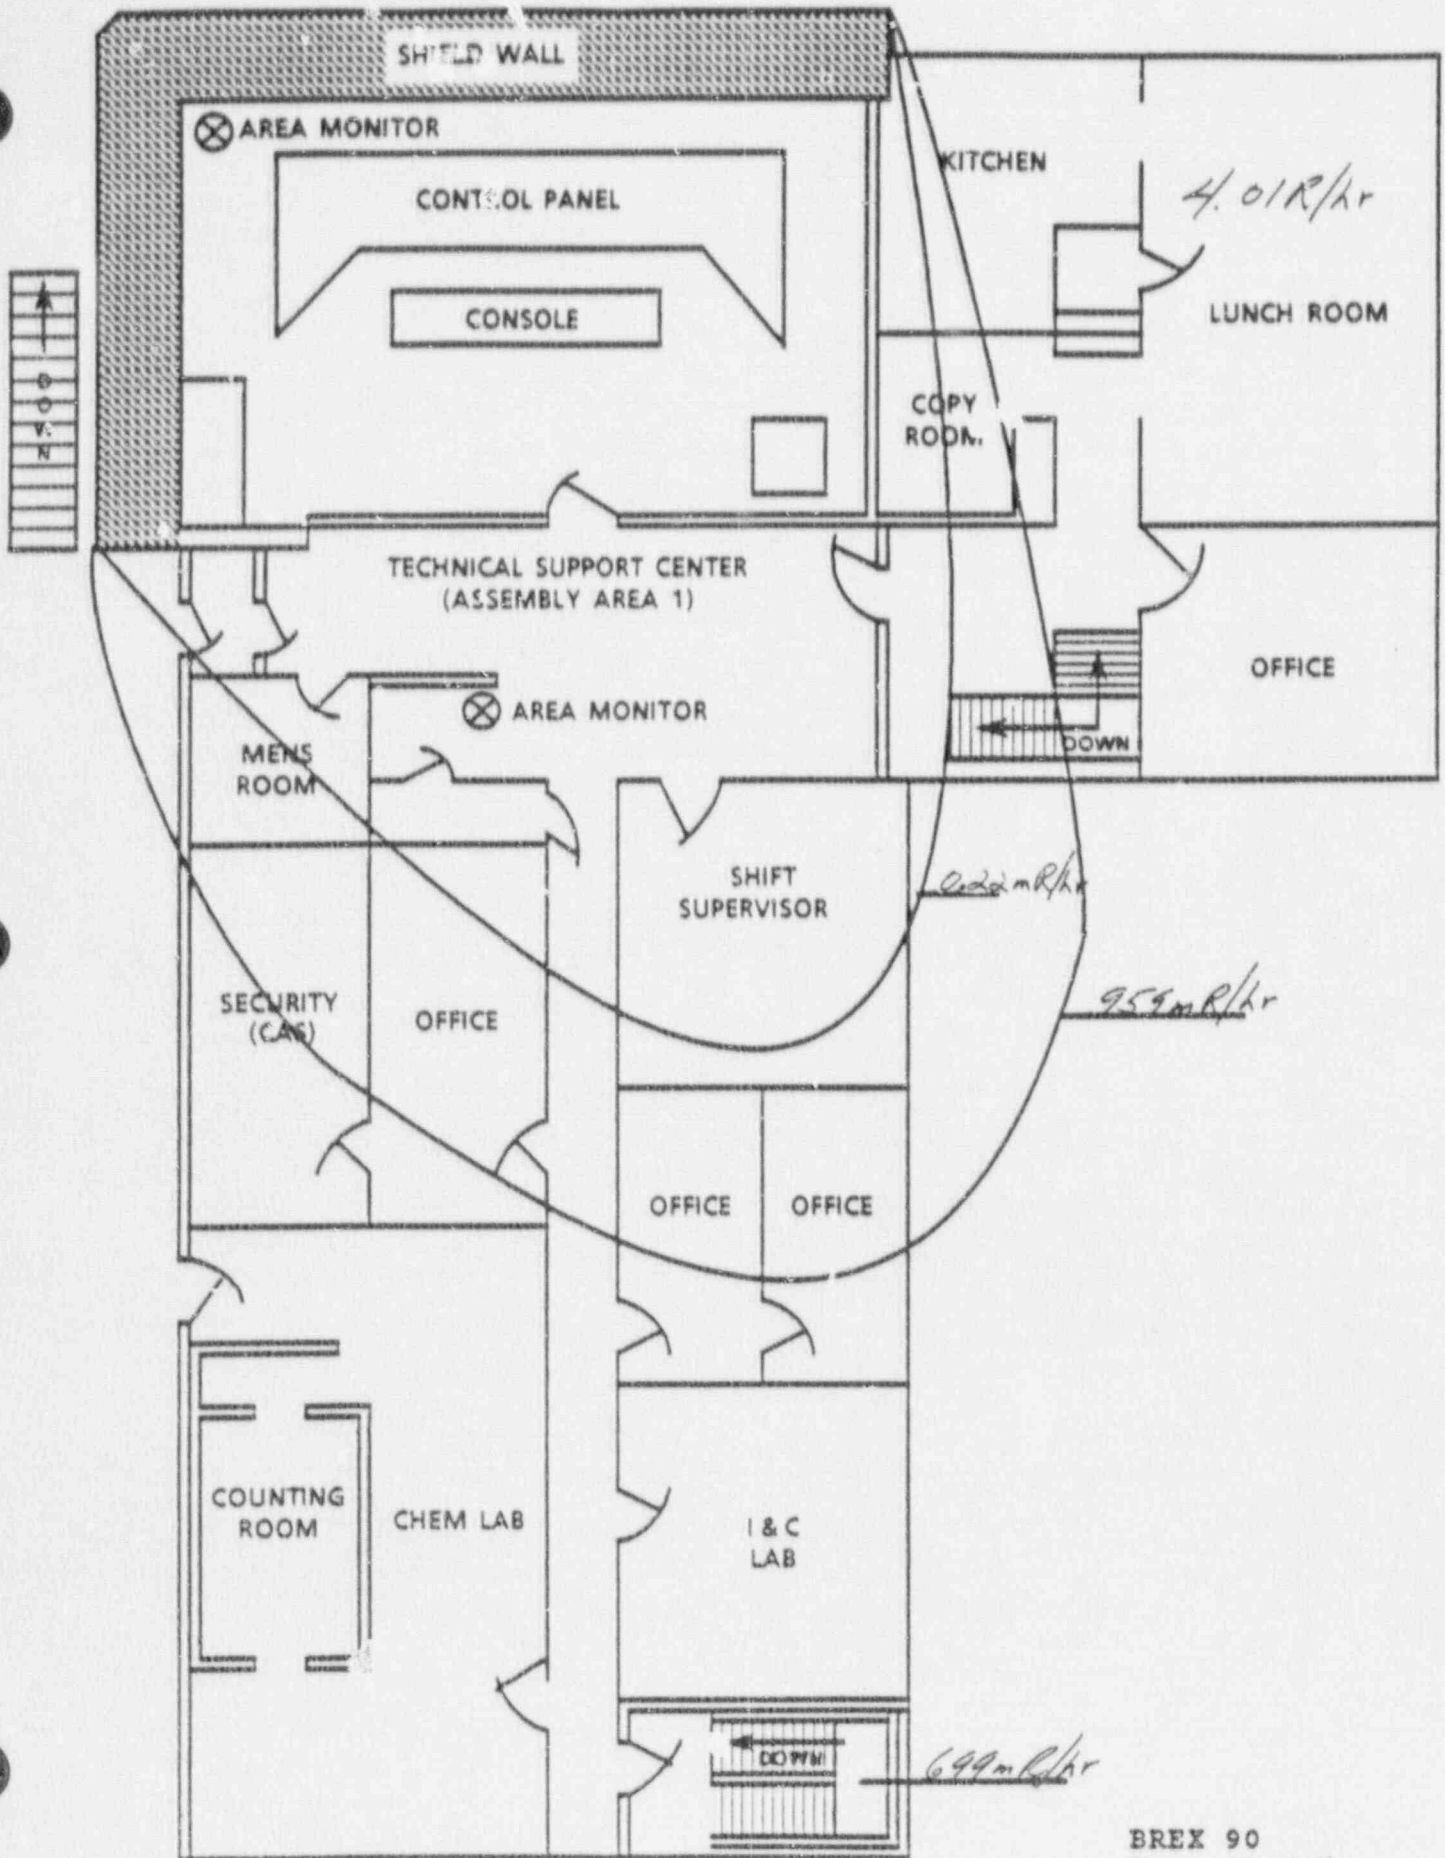 SHIELD WALL
AREA MONITOR
CONTROL PANEL
CONSOLE
KITCHEN
4.01R/hr
LUNCH ROOM
DOWN
COPY
ROOM
TECHNICAL SUPPORT CENTER
(ASSEMBLY AREA 1)
AREA MONITOR
OFFICE
DOWN
MENS
ROOM
SHIFT
SUPERVISOR
0.22mR/hr
SECURITY
(CAS)
OFFICE
959mR/hr
OFFICE
OFFICE
COUNTING
ROOM
CHEM LAB
I & C
LAB
DOWN
699mR/hr
BREX 90